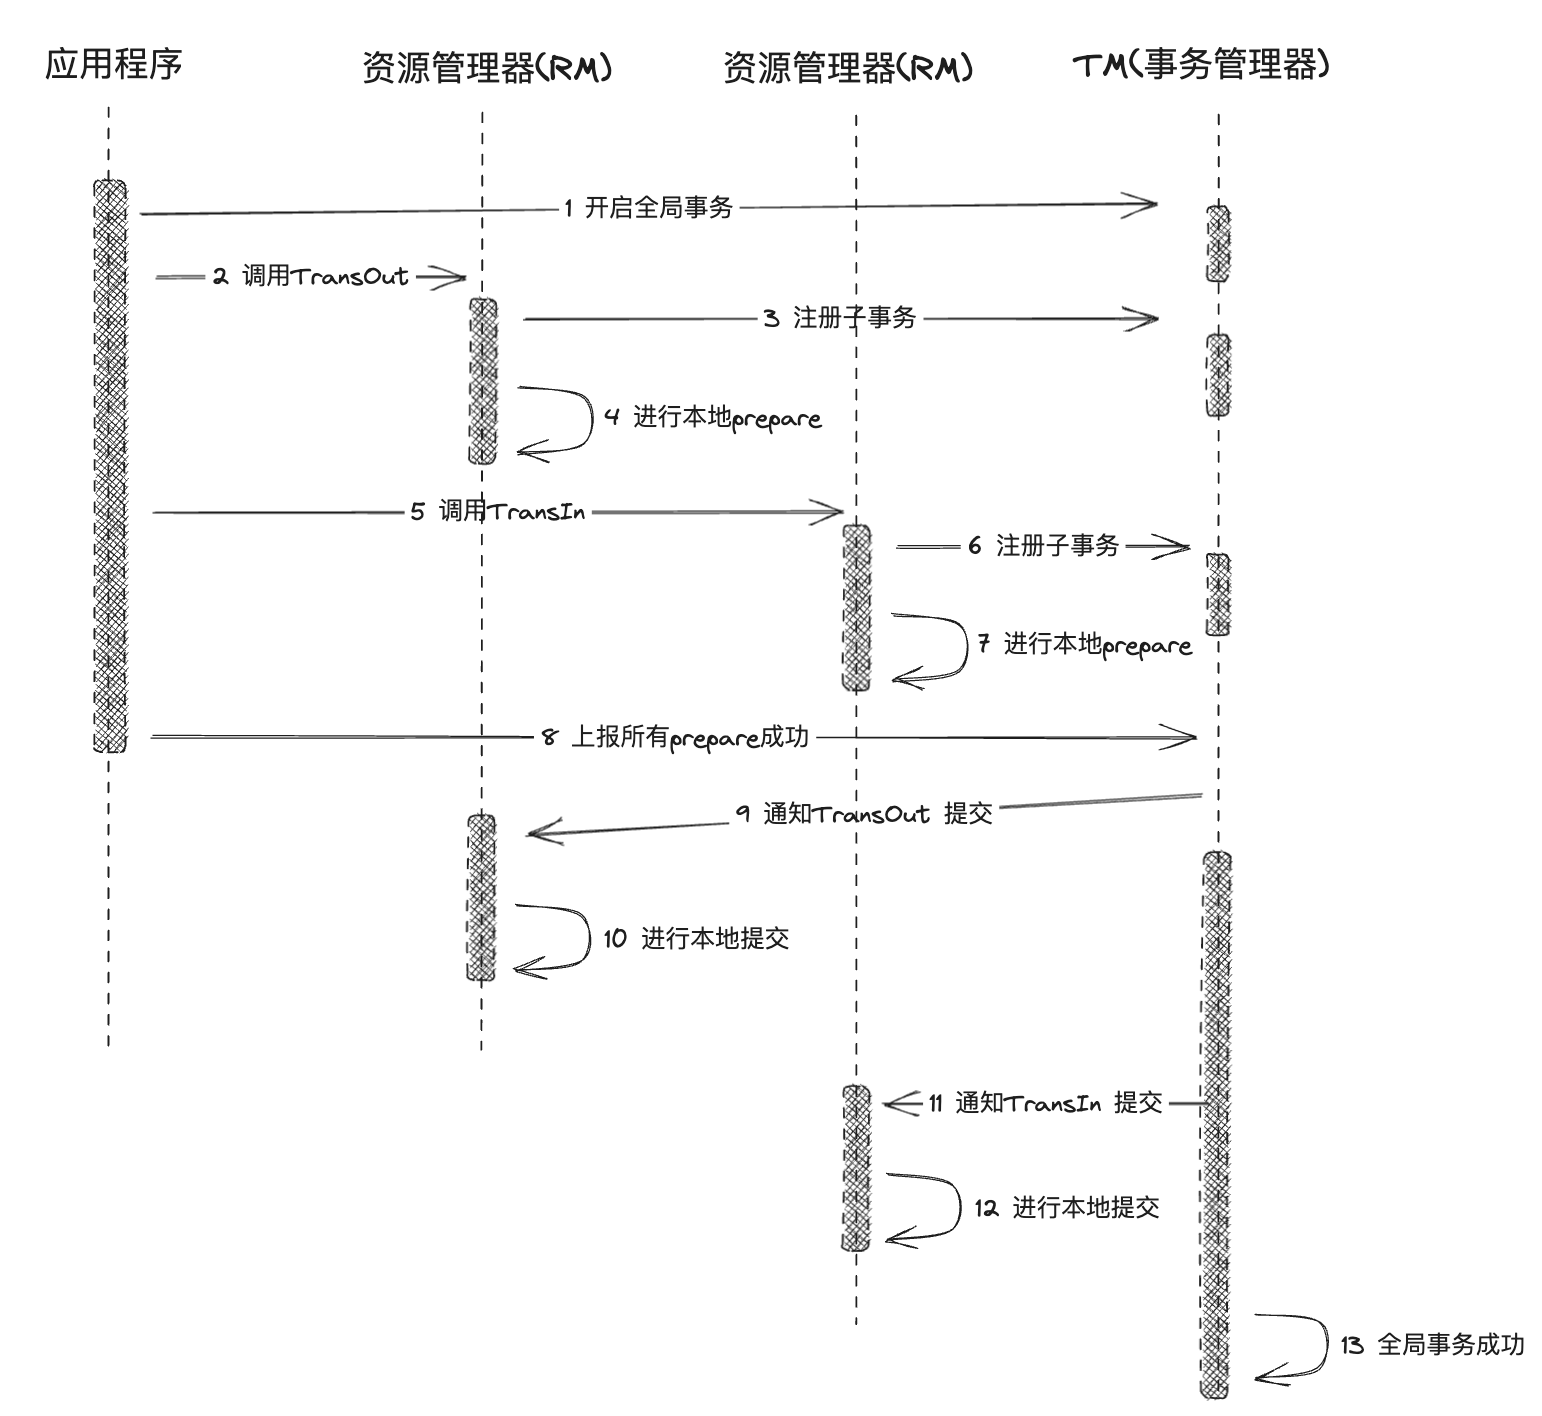 应用程序
资源管理器(RM)
资源管理器(RM)
TM(事务管理器)
1 开启全局事务
2 调用TransOut
3 注册子事务
4 进行本地prepare
5 调用TransIn
6 注册子事务
7 进行本地prepare
8 上报所有prepare成功
9 通知TransOut 提交
10 进行本地提交
11 通知TransIn 提交
12 进行本地提交
13 全局事务成功